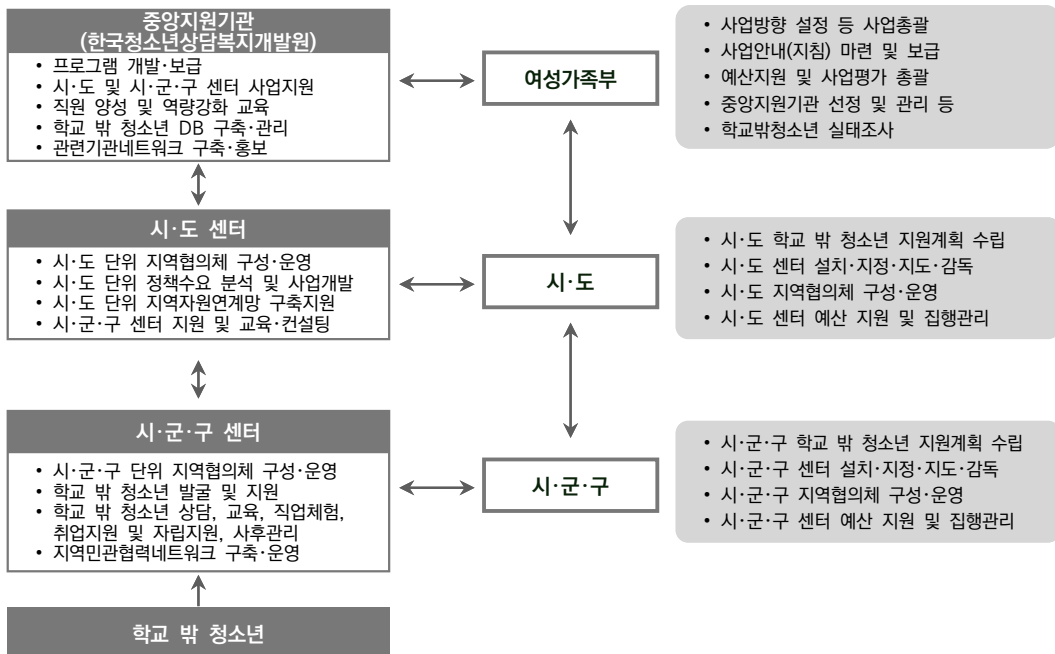 중앙지원기관
(한국청소년상담복지개발원)
• 프로그램 개발·보급
• 시·도 및 시·군·구 센터 사업지원
• 직원 양성 및 역량강화 교육
• 학교 밖 청소년 DB 구축·관리
• 관련기관네트워크 구축·홍보
여성가족부
• 사업방향 설정 등 사업총괄
• 사업안내(지침) 마련 및 보급
• 예산지원 및 사업평가 총괄
• 중앙지원기관 선정 및 관리 등
• 학교밖청소년 실태조사
시·도 센터
• 시·도 단위 지역협의체 구성·운영
• 시·도 단위 정책수요 분석 및 사업개발
• 시·도 단위 지역자원연계망 구축지원
• 시·군·구 센터 지원 및 교육·컨설팅
시·도
• 시·도 학교 밖 청소년 지원계획 수립
• 시·도 센터 설치·지정·지도·감독
• 시·도 지역협의체 구성·운영
• 시·도 센터 예산 지원 및 집행관리
시·군·구 센터
• 시·군·구 단위 지역협의체 구성·운영
• 학교 밖 청소년 발굴 및 지원
• 학교 밖 청소년 상담, 교육, 직업체험,
취업지원 및 자립지원, 사후관리
• 지역민관협력네트워크 구축·운영
시·군·구
• 시·군·구 학교 밖 청소년 지원계획 수립
• 시·군·구 센터 설치·지정·지도·감독
• 시·군·구 지역협의체 구성·운영
• 시·군·구 센터 예산 지원 및 집행관리
학교 밖 청소년